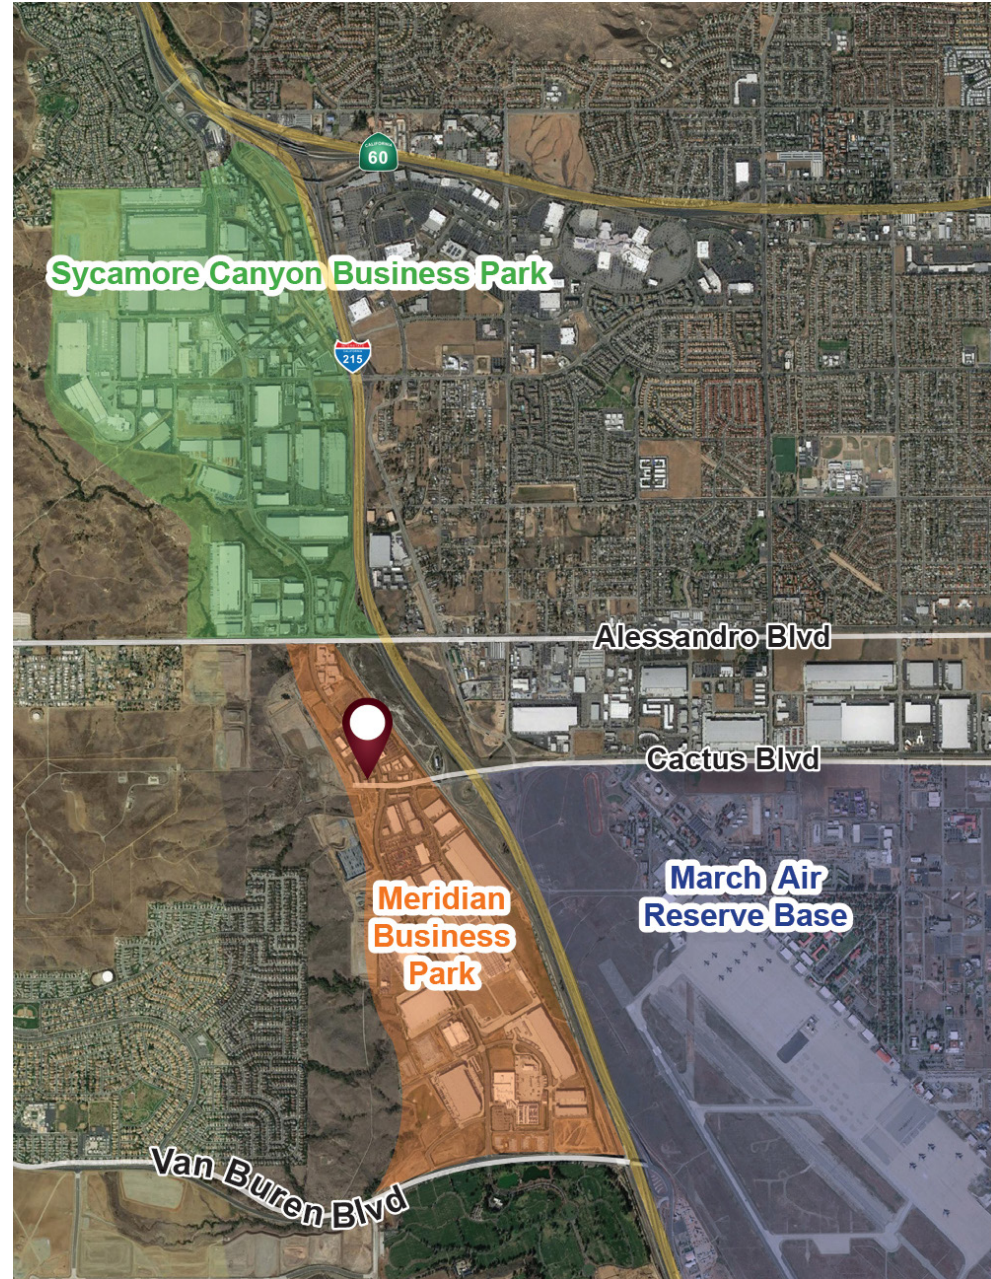 CALIFORNIA
60
Sycamore Canyon Business Park
215
Alessandro Blvd
Cactus Blvd
March Air
Reserve Base
Meridian
Business
Park
Van Buren Blvd